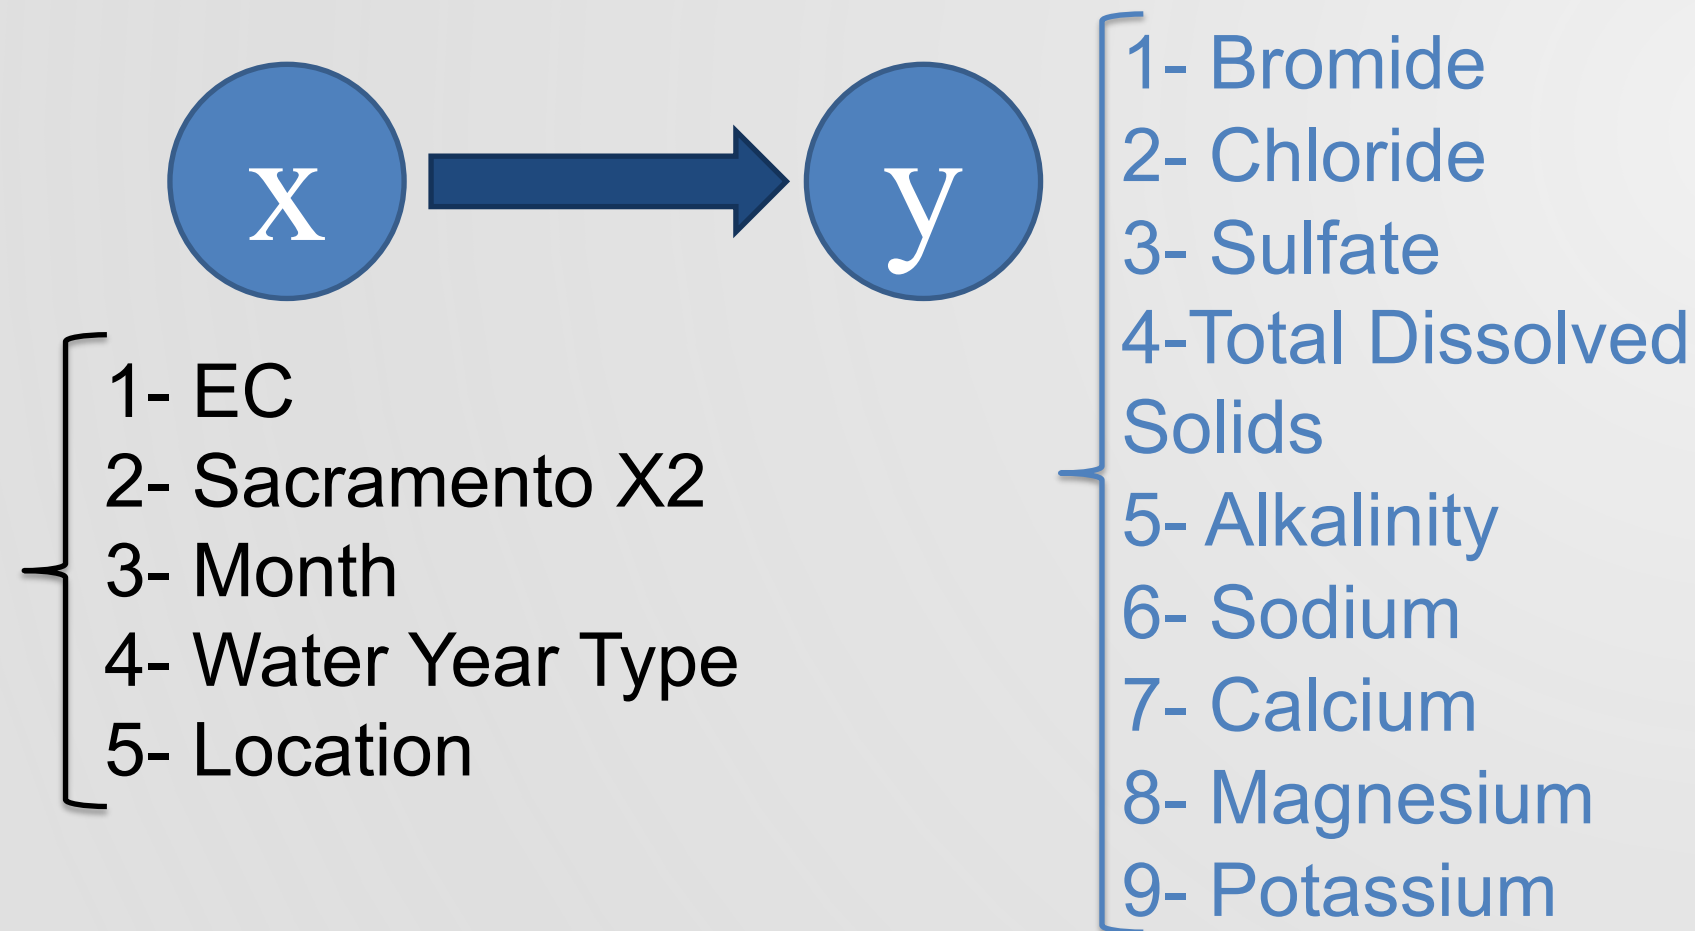 x
y
1- EC
2- Sacramento X2
3- Month
4- Water Year Type
5- Location
1- Bromide
2- Chloride
3- Sulfate
4-Total Dissolved
Solids
5- Alkalinity
6- Sodium
7- Calcium
8- Magnesium
9- Potassium